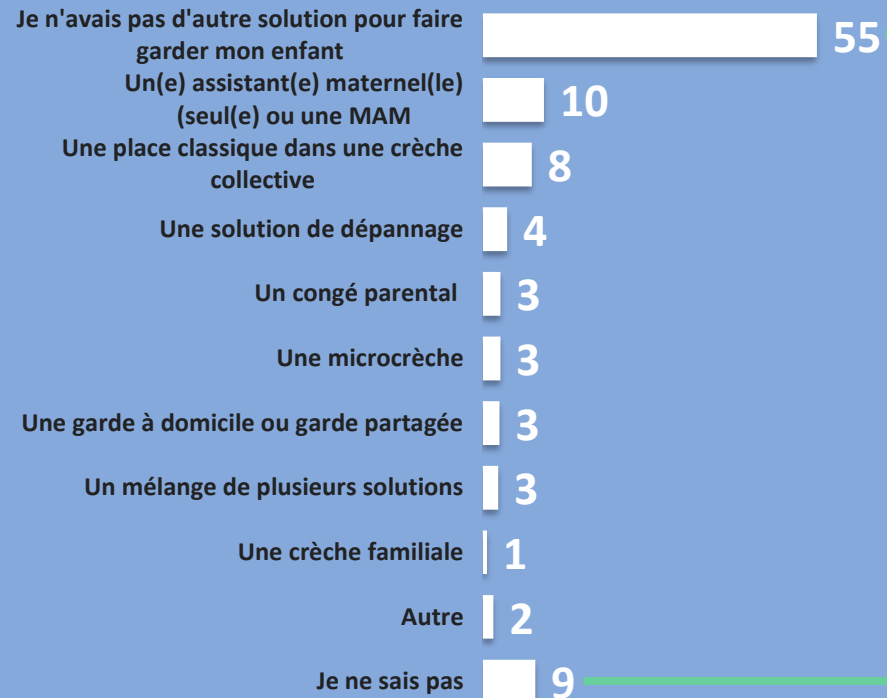 Je n'avais pas d'autre solution pour faire
garder mon enfant
55
Un(e) assistant(e) maternel(le)
(seul(e) ou une MAM
10
Une place classique dans une crèche
collective
8
Une solution de dépannage
4
Un congé parental
3
Une microcrèche
3
Une garde à domicile ou garde partagée
3
Un mélange de plusieurs solutions
3
Une crèche familiale
1
Autre
2
Je ne sais pas
9